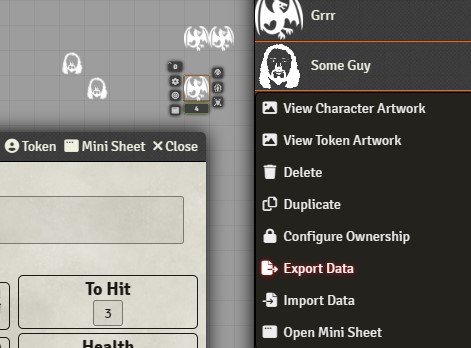 Grrr
Some Guy
0
4
Token Mini Sheet Close
To Hit
3
Health
View Character Artwork
View Token Artwork
Delete
Duplicate
Configure Ownership
Export Data
Import Data
Open Mini Sheet